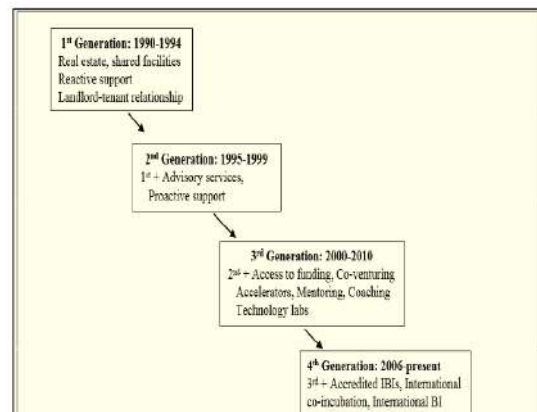 1st Generation: 1990-1994
Real estate, shared facilities
Reactive support
Landlord-tenant relationship
2nd Generation: 1995-1999
1st + Advisory services,
Proactive support
3rd Generation: 2000-2010
2nd + Access to funding, Co-venturing
Accelerators, Mentoring, Coaching
Technology labs
4th Generation: 2006-present
3rd + Accredited IBIs, International
co-incubation, International BI